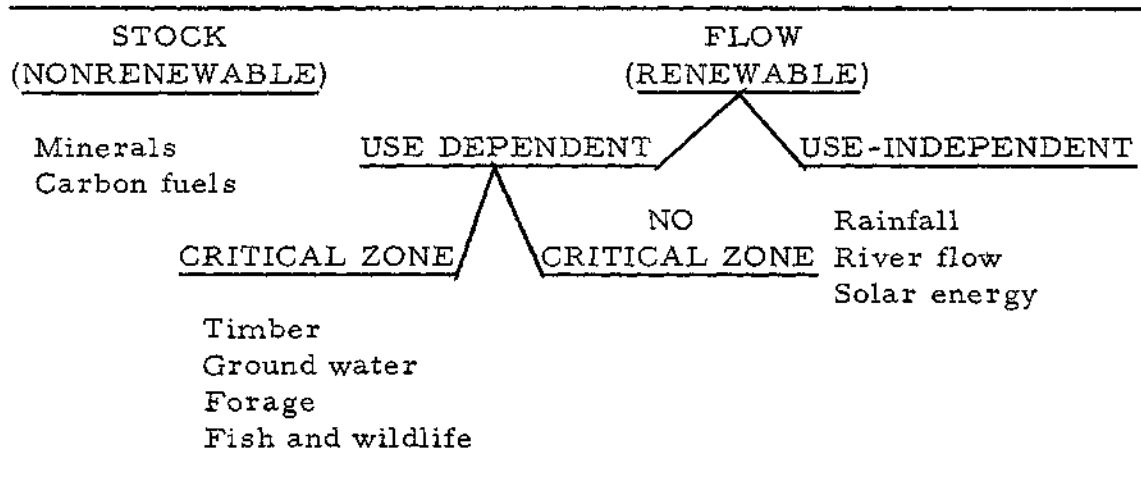 STOCK
(NONRENEWABLE)
Minerals
Carbon fuels
FLOW
(RENEWABLE)
USE DEPENDENT
USE-INDEPENDENT
CRITICAL ZONE
NO
CRITICAL ZONE
Timber
Ground water
Forage
Fish and wildlife
Rainfall
River flow
Solar energy